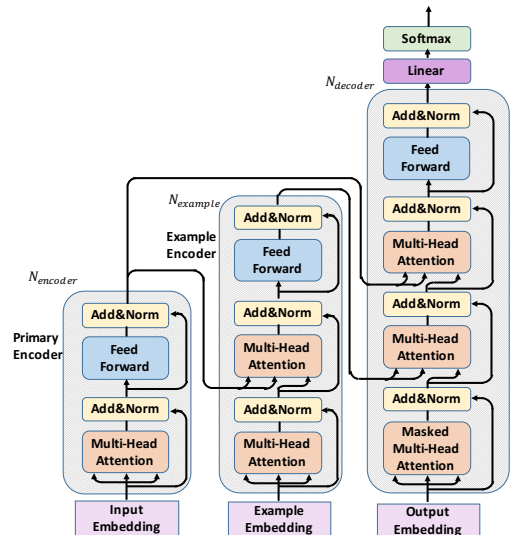 Softmax
Linear
N_decoder
Add&Norm
Feed
Forward
Add&Norm
Multi-Head
Attention
Add&Norm
Multi-Head
Attention
Add&Norm
Masked
Multi-Head
Attention
Output
Embedding
N_example
Example
Encoder
Add&Norm
Feed
Forward
Add&Norm
Multi-Head
Attention
Add&Norm
Multi-Head
Attention
Example
Embedding
N_encoder
Primary
Encoder
Add&Norm
Feed
Forward
Add&Norm
Multi-Head
Attention
Input
Embedding